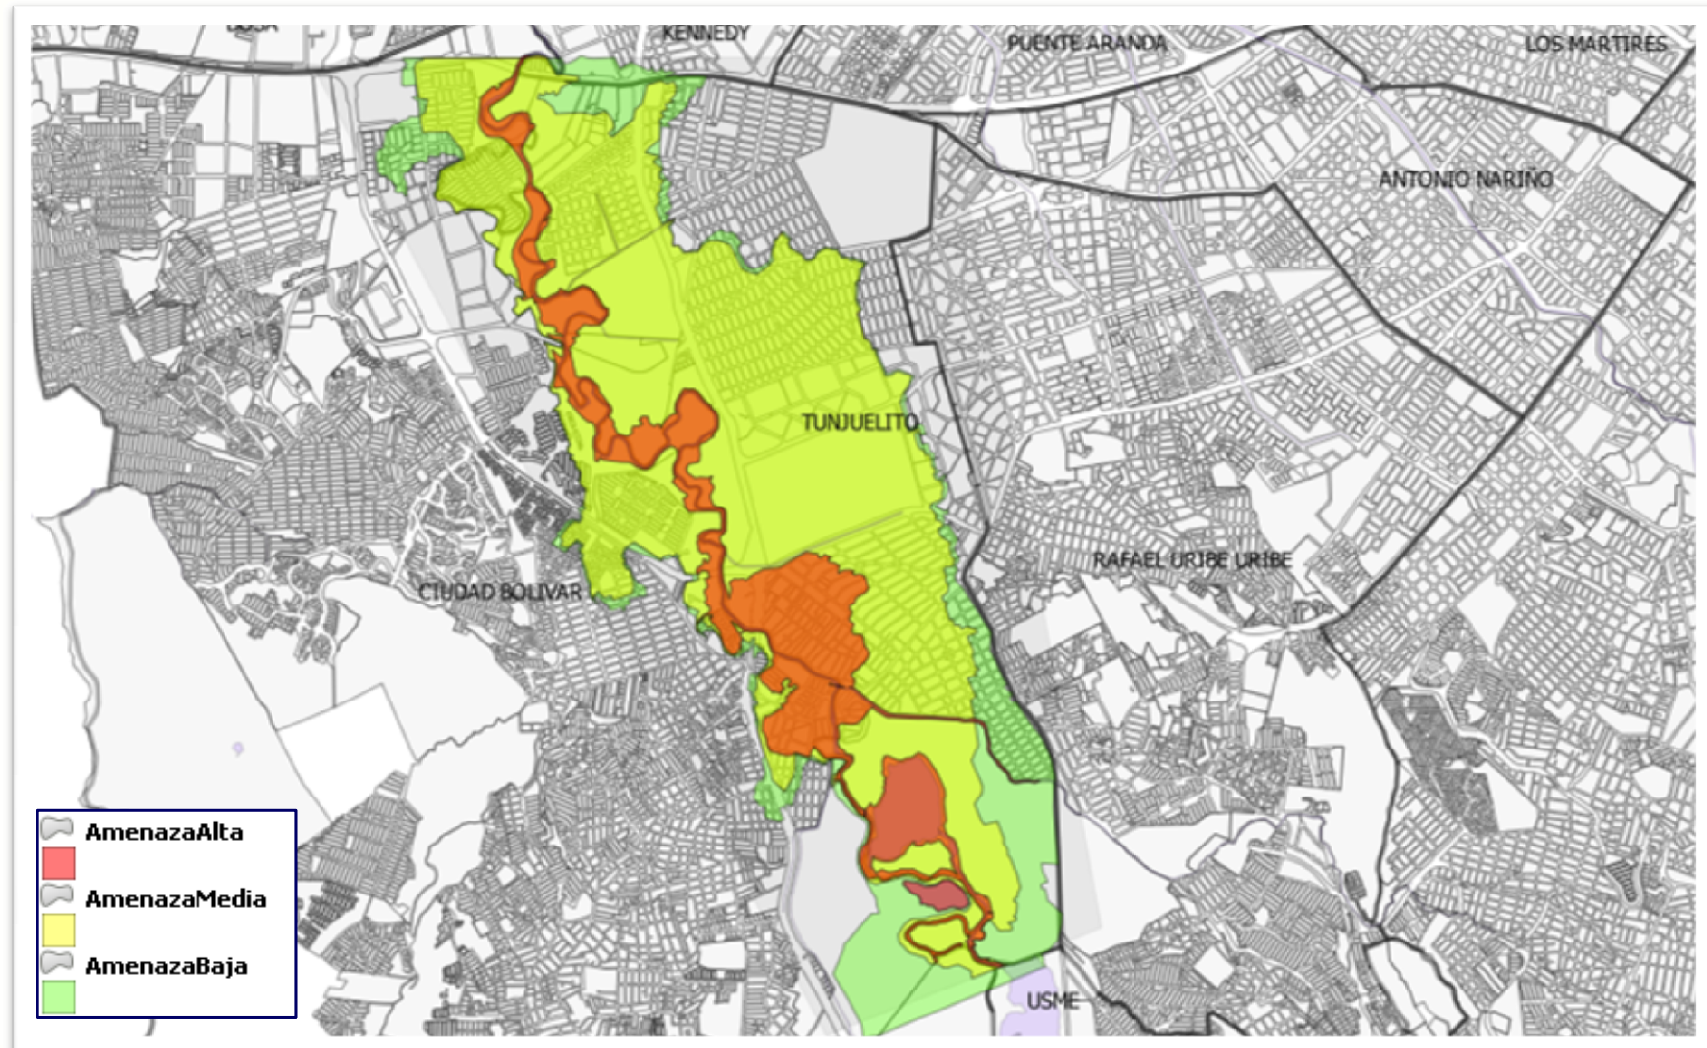 KENNEDY
PUENTE ARANDA
LOS MARTIRES
ANTONIO NARIÑO
TUNJUELITO
RAFAEL URIBE URIBE
CIUDAD BOLIVAR
USME
AmenazaAlta
AmenazaMedia
AmenazaBaja